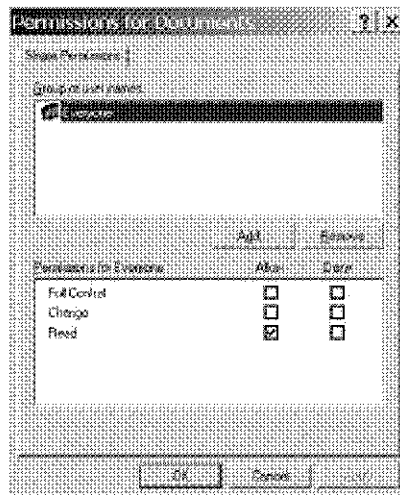 Permissions for Documents ? X
Share Permissions
Group or user names:
Everyone
Add... Remove
Permissions for Everyone Allow Deny
Full Control
Change
Read
OK Cancel